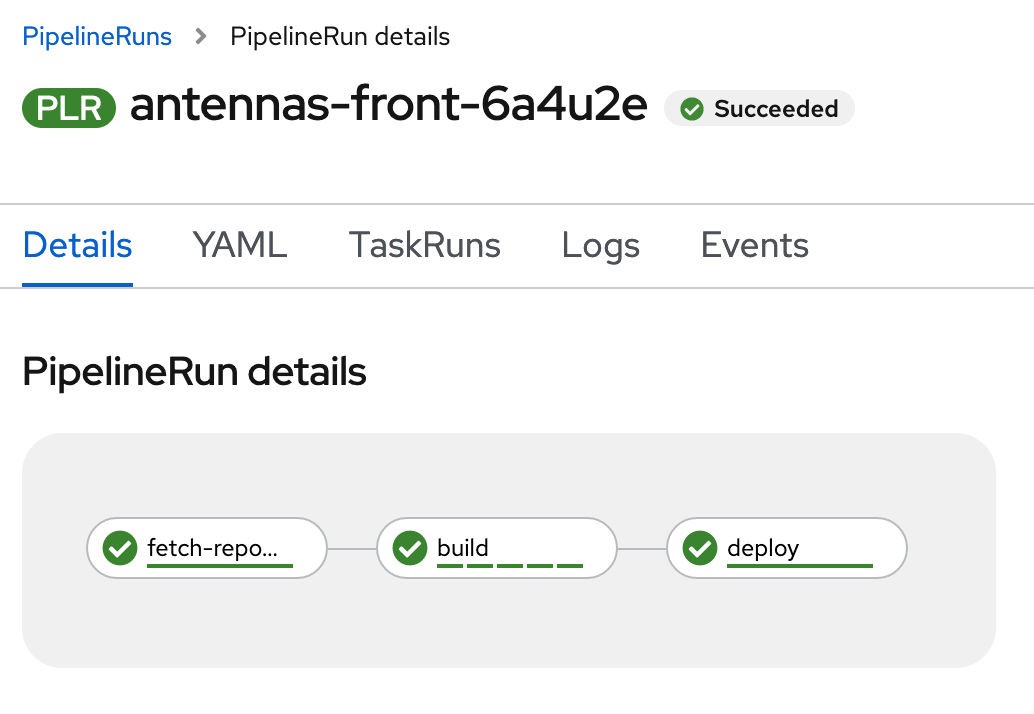 PipelineRuns > PipelineRun details
PLR antennas-front-6a4u2e Succeeded
Details YAML TaskRuns Logs Events
PipelineRun details
fetch-repo... build deploy